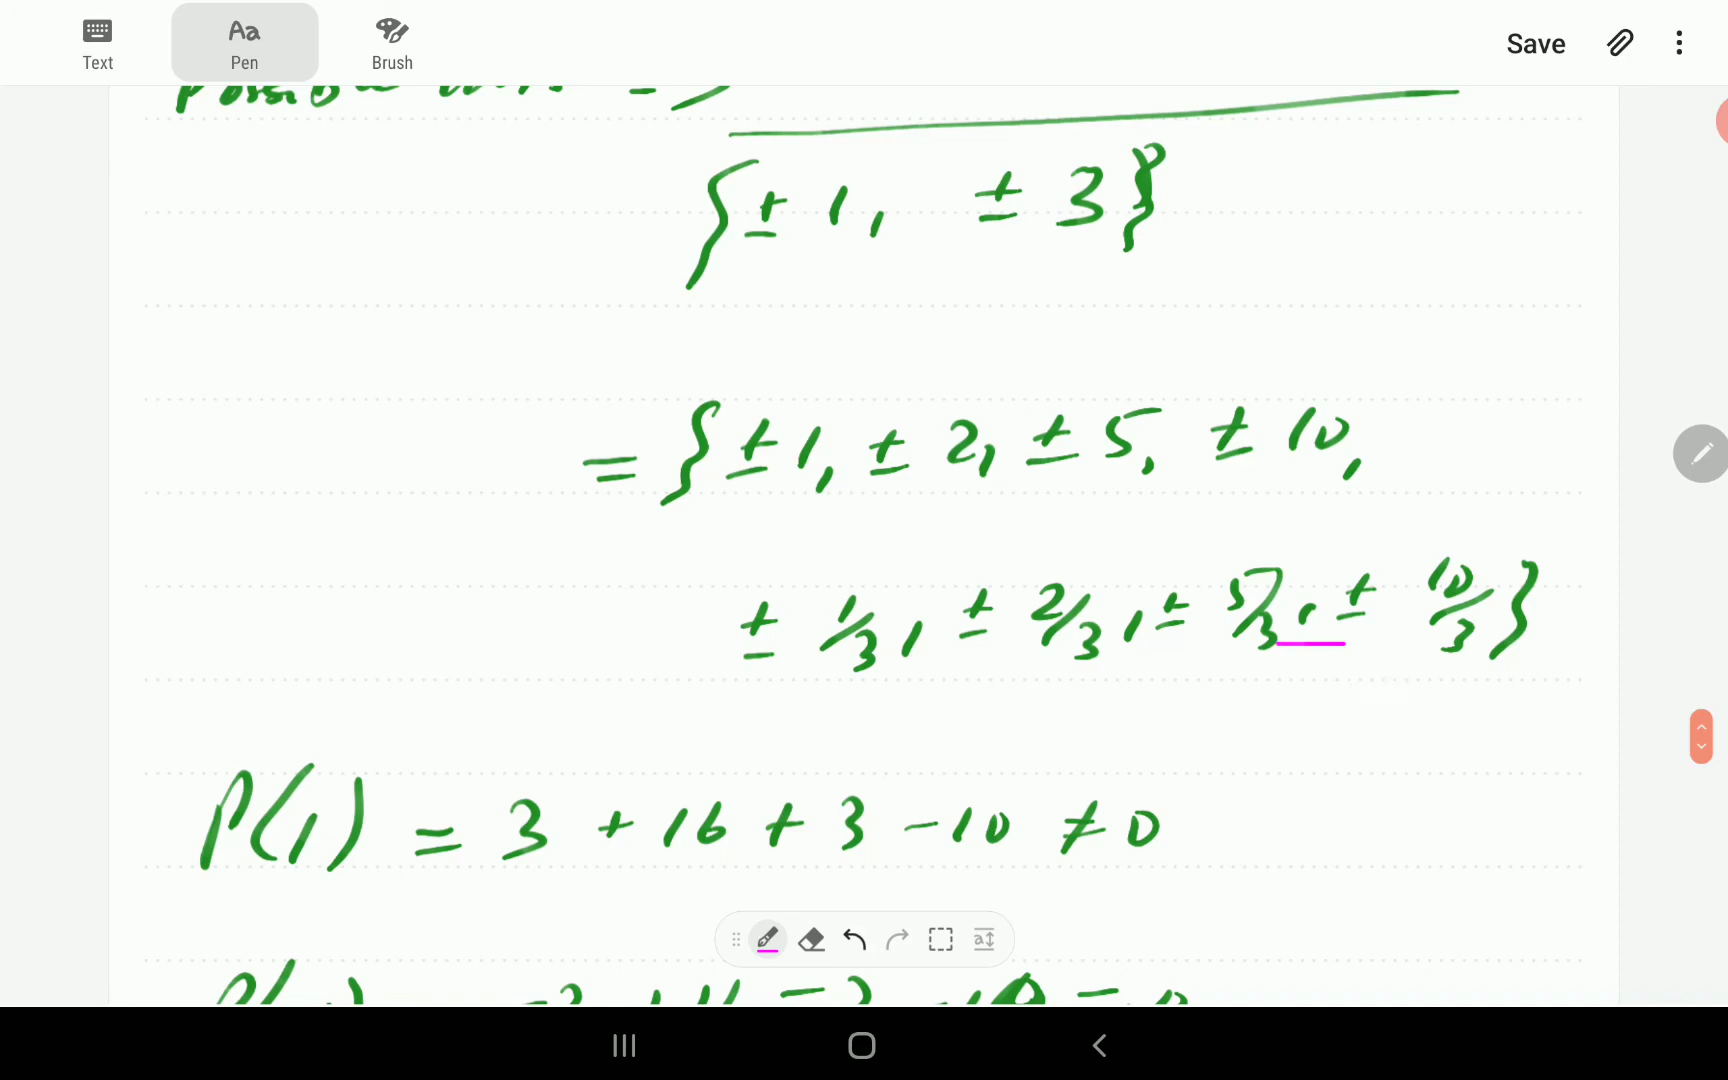 Text
Pen
Brush
Save
{± 1, ± 3}
= {± 1, ± 2, ± 5, ± 10,
± 1/3, ± 2/3, ± 5/3, ± 10/3}
P(1) = 3 + 16 + 3 - 10 ≠ 0